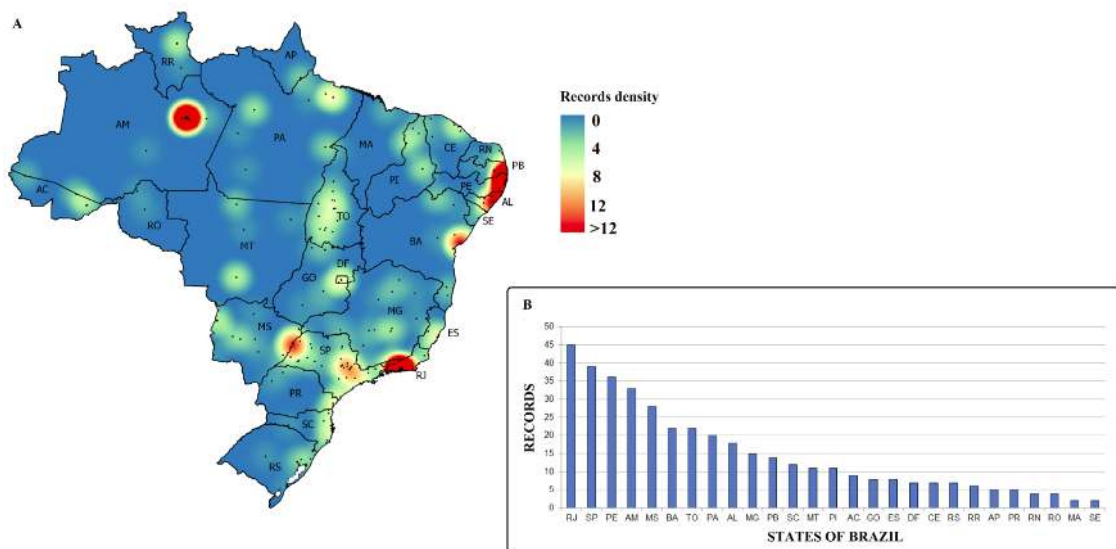 A
RR
AP
AM
PA
MA
CE
RN
PB
PI
PE
AL
AC
SE
TO
RO
BA
MT
DF
GO
MG
ES
MS
SP
RJ
PR
SC
RS
Records density
0
4
8
12
>12
B
50
45
40
35
30
25
20
15
10
5
0
RECORDS
RJ SP PE AM MS BA TO PA AL MG PB SC MT PI AC GO ES DF CE RS RR AP PR RN RO MA SE
STATES OF BRAZIL